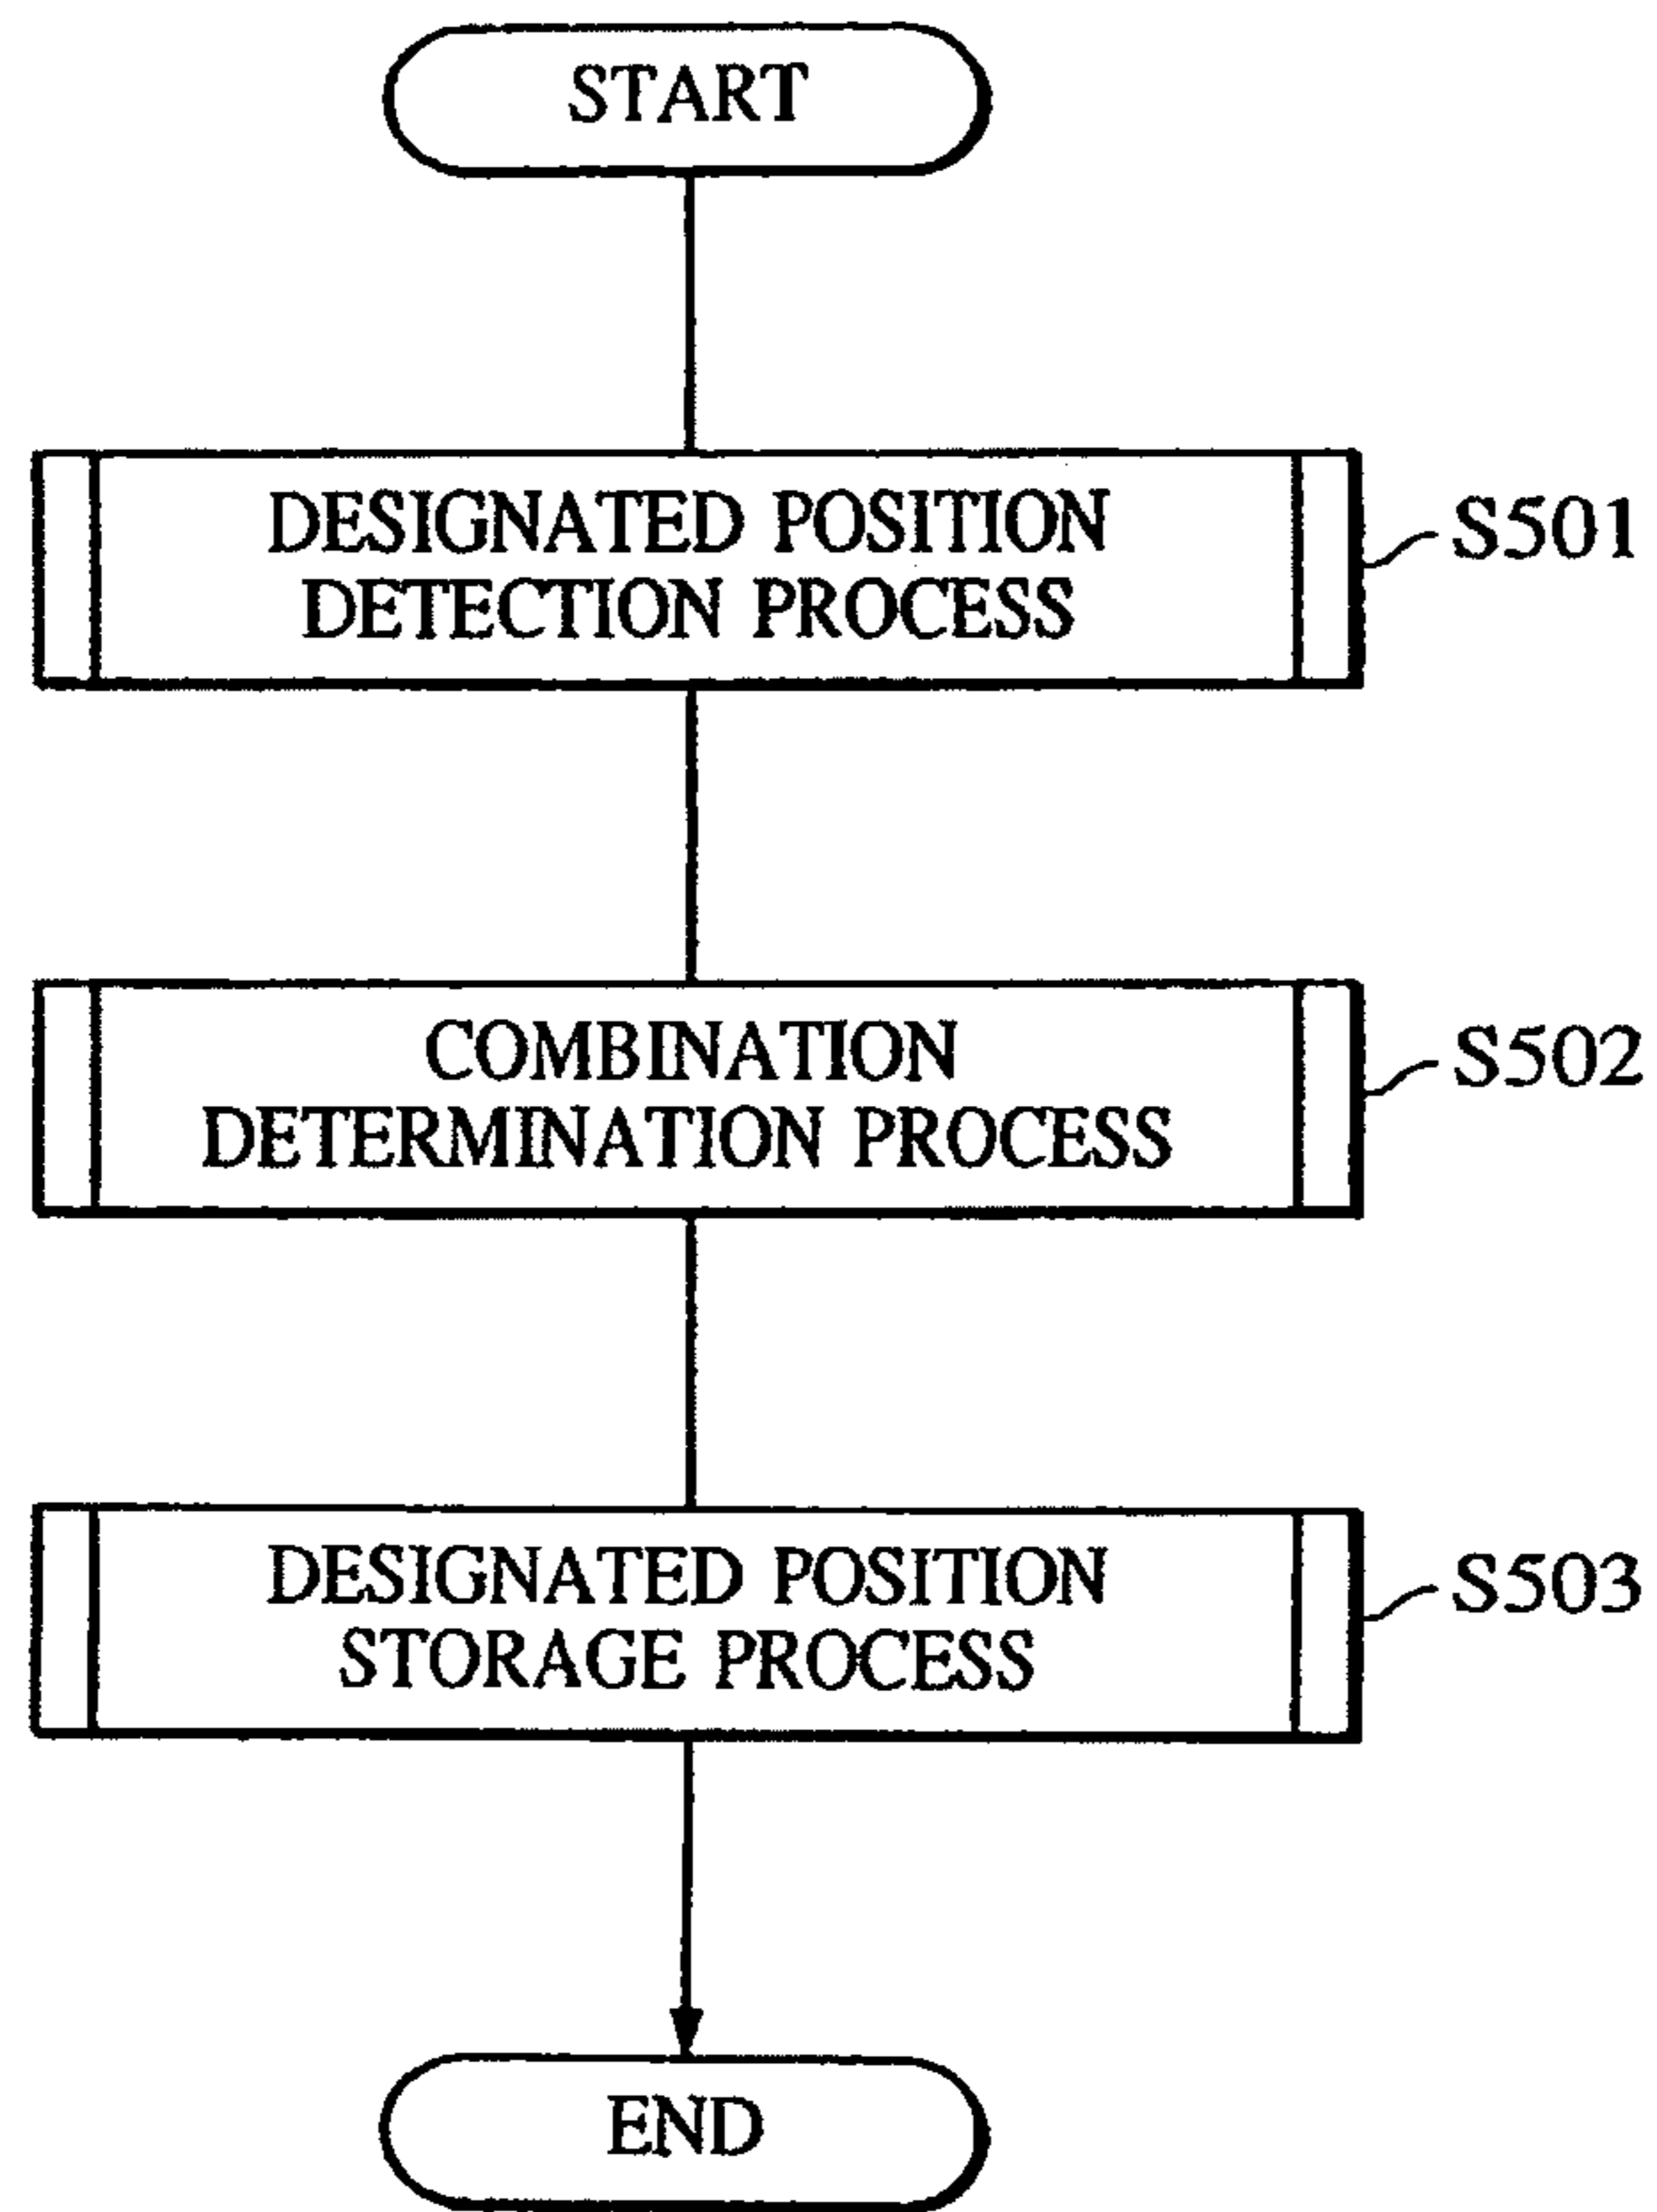 START
DESIGNATED POSITION
DETECTION PROCESS
S501
COMBINATION
DETERMINATION PROCESS
S502
DESIGNATED POSITION
STORAGE PROCESS
S503
END